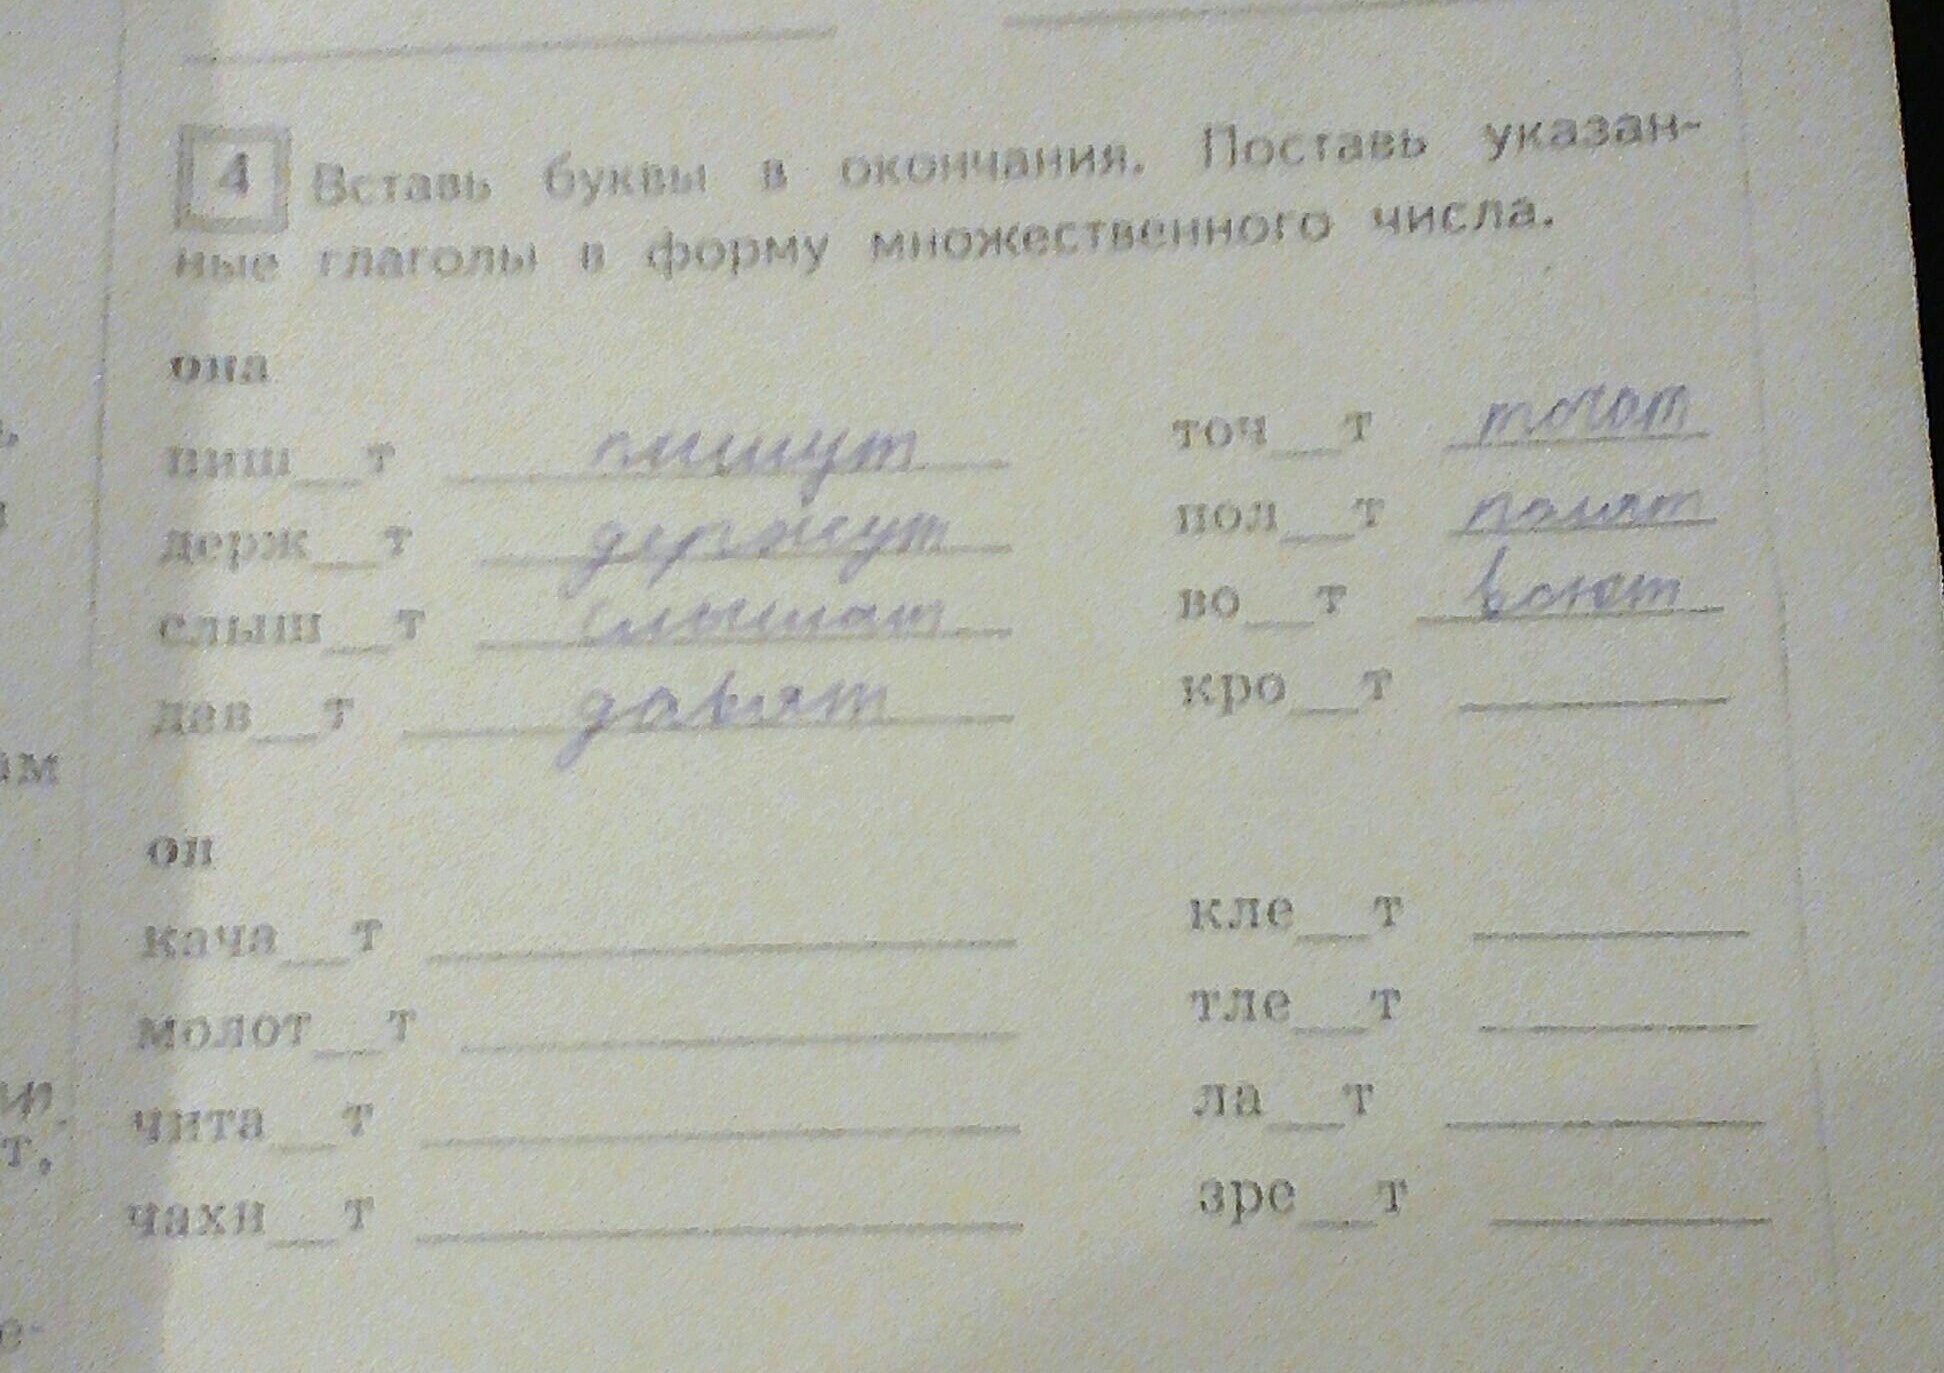 4 Вставь буквы в окончания. Поставь указан-
ные глаголы в форму множественного числа.
она
пиш__т пишут точ__т точат
держ__т держут пол__т полят
слыш__т слышат во__т воют
дав__т давят кро__т
он
кача__т кле__т
молот__т тле__т
чита__т ла__т
чахн__т зре__т